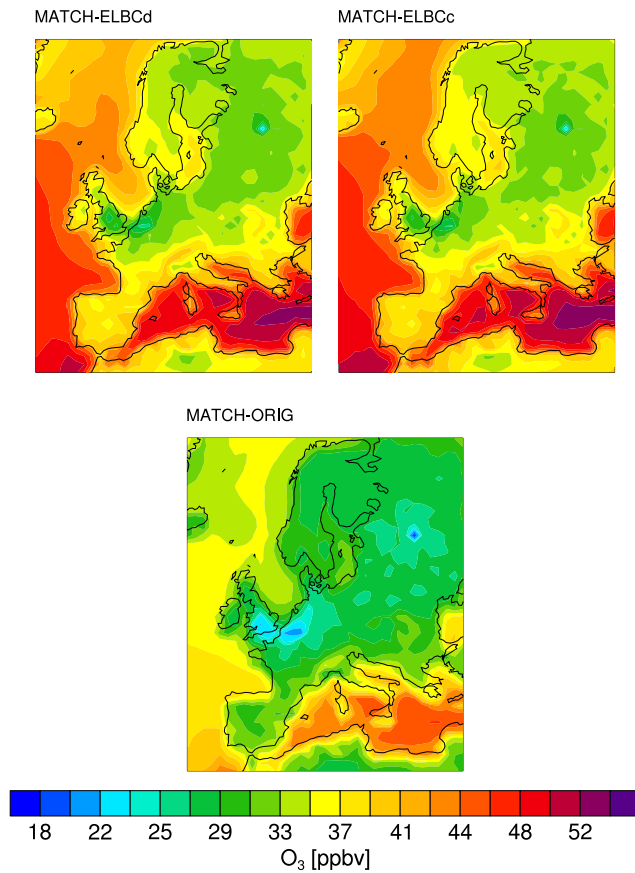 MATCH-ELBCd
MATCH-ELBCc
MATCH-ORIG
18 22 25 29 33 37 41 44 48 52
O₃ [ppbv]